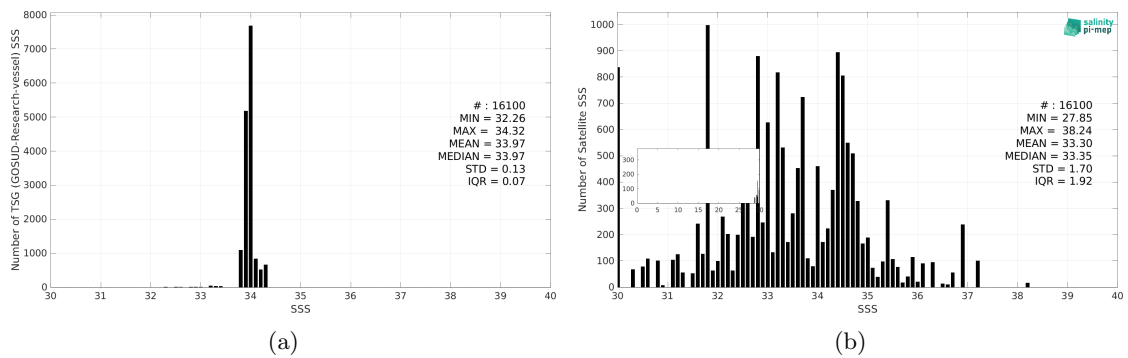 8000
7000
6000
5000
4000
3000
2000
1000
0
Number of TSG (GOSUD-Research-vessel) SSS
# : 16100
MIN = 32.26
MAX = 34.32
MEAN = 33.97
MEDIAN = 33.97
STD = 0.13
IQR = 0.07
30 31 32 33 34 35 36 37 38 39 40
SSS
(a)
1000
900
800
700
600
500
400
300
200
100
0
Number of Satellite SSS
salinity
pi-mep
# : 16100
MIN = 27.85
MAX = 38.24
MEAN = 33.30
MEDIAN = 33.35
STD = 1.70
IQR = 1.92
300
200
100
0
0 5 10 15 20 25
30 31 32 33 34 35 36 37 38 39 40
SSS
(b)